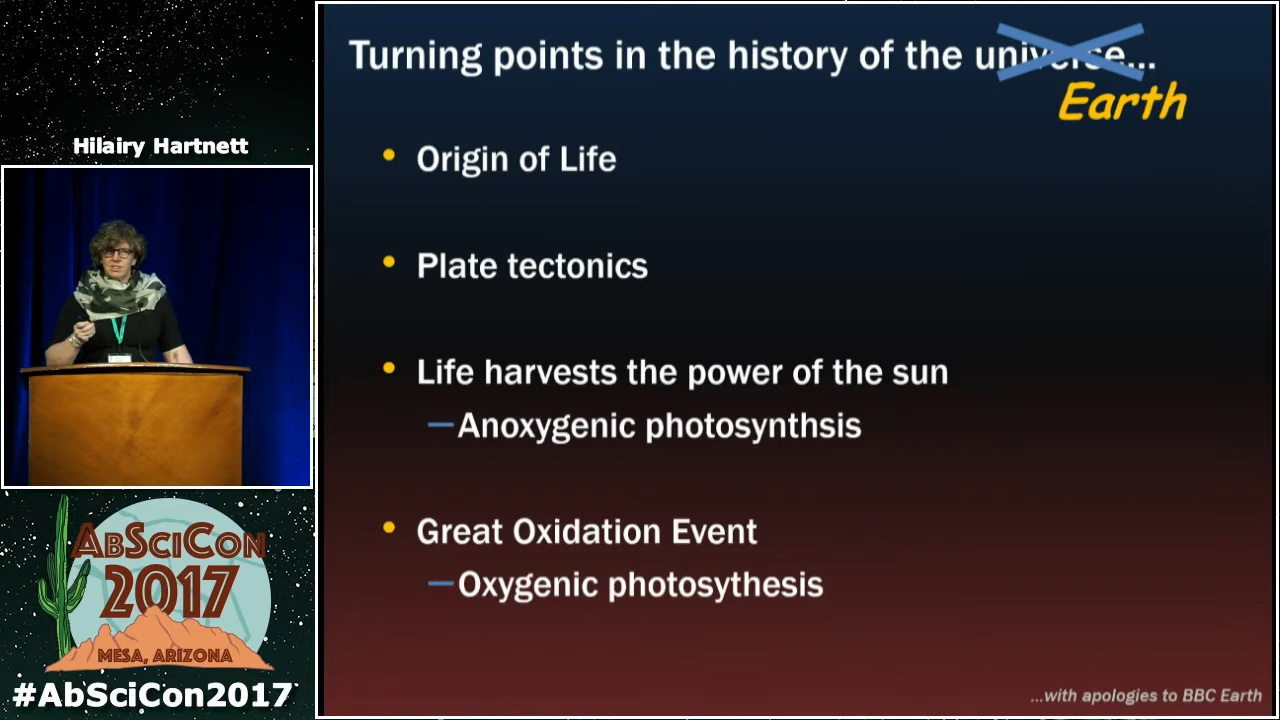 Hilairy Hartnett
ABSCICON
2017
MESA, ARIZONA
#AbSciCon2017
Turning points in the history of the universe...
Earth
• Origin of Life
• Plate tectonics
• Life harvests the power of the sun
—Anoxygenic photosynthsis
• Great Oxidation Event
—Oxygenic photosythesis
...with apologies to BBC Earth